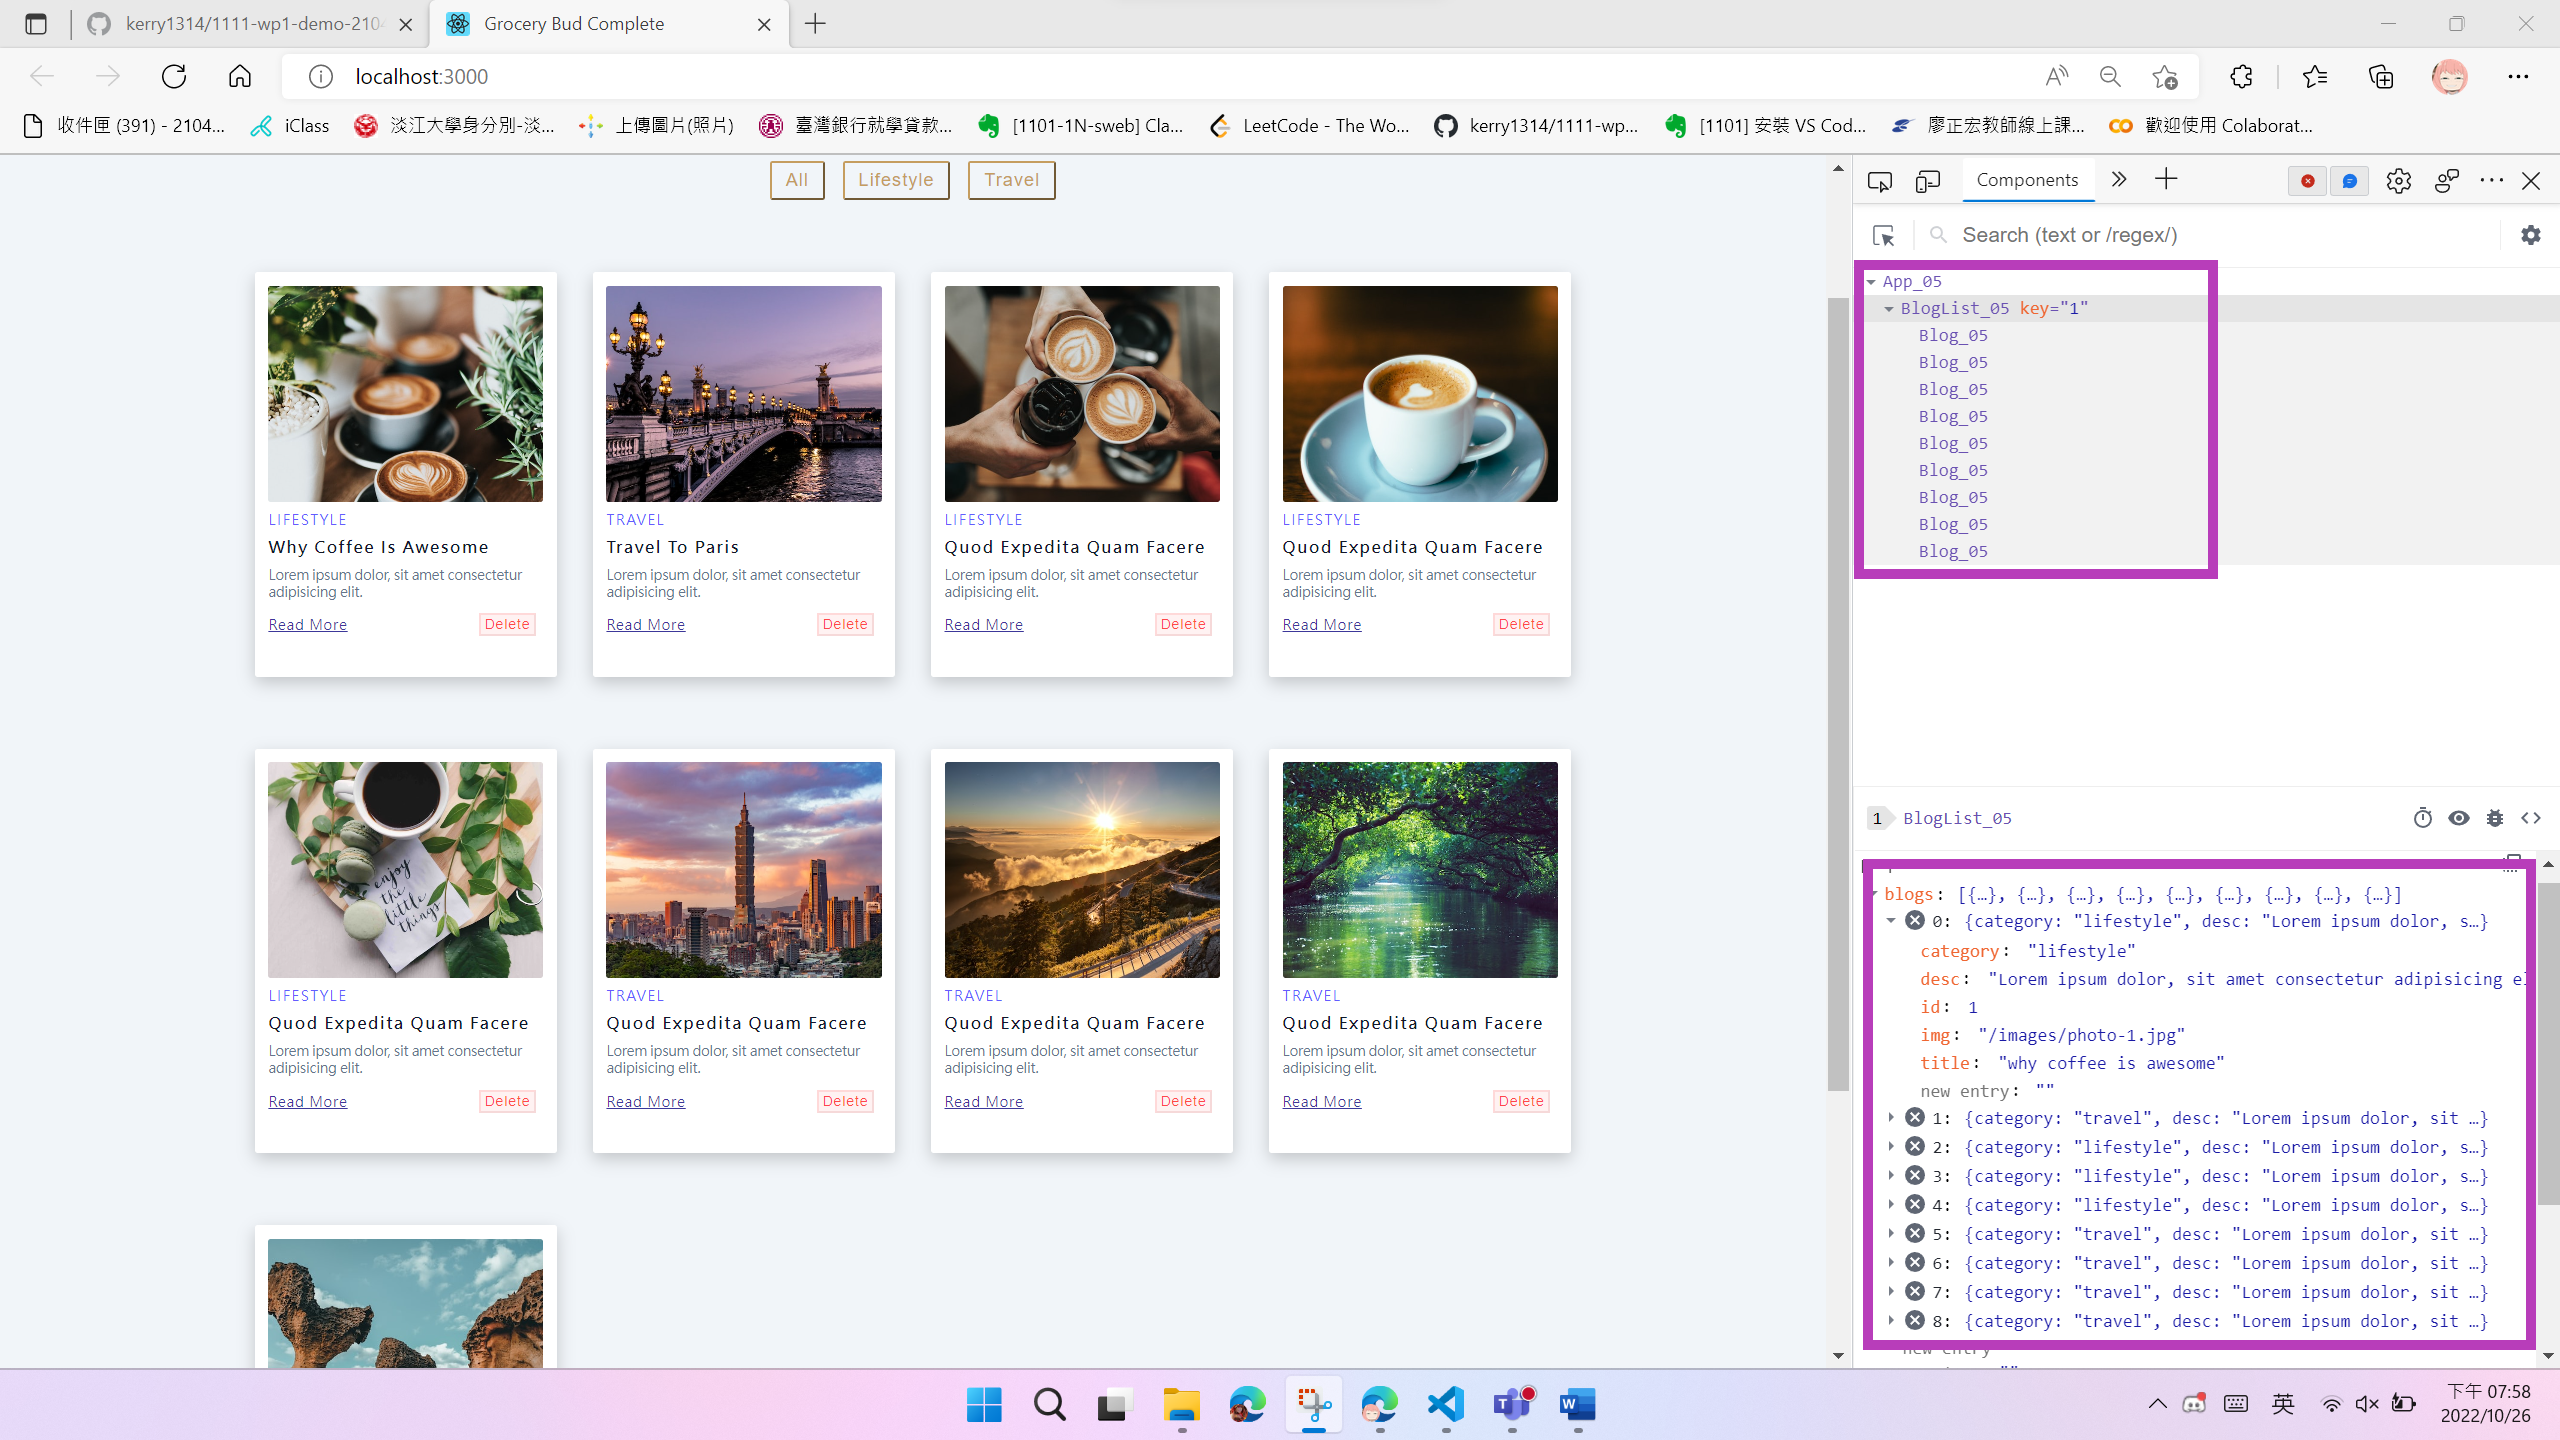 kerry1314/1111-wp1-demo-2104
Grocery Bud Complete
localhost:3000
收件匣 (391) - 2104...
iClass
淡江大學身分別-淡...
上傳圖片(照片)
臺灣銀行就學貸款...
[1101-1N-sweb] Cla...
LeetCode - The Wo...
kerry1314/1111-wp...
[1101] 安裝 VS Cod...
廖正宏教師線上課...
歡迎使用 Colaborat...
All
Lifestyle
Travel
LIFESTYLE
Why Coffee Is Awesome
Lorem ipsum dolor, sit amet consectetur
adipisicing elit.
Read More
Delete
TRAVEL
Travel To Paris
Lorem ipsum dolor, sit amet consectetur
adipisicing elit.
Read More
Delete
LIFESTYLE
Quod Expedita Quam Facere
Lorem ipsum dolor, sit amet consectetur
adipisicing elit.
Read More
Delete
LIFESTYLE
Quod Expedita Quam Facere
Lorem ipsum dolor, sit amet consectetur
adipisicing elit.
Read More
Delete
enjoy
the
little
things
LIFESTYLE
Quod Expedita Quam Facere
Lorem ipsum dolor, sit amet consectetur
adipisicing elit.
Read More
Delete
TRAVEL
Quod Expedita Quam Facere
Lorem ipsum dolor, sit amet consectetur
adipisicing elit.
Read More
Delete
TRAVEL
Quod Expedita Quam Facere
Lorem ipsum dolor, sit amet consectetur
adipisicing elit.
Read More
Delete
TRAVEL
Quod Expedita Quam Facere
Lorem ipsum dolor, sit amet consectetur
adipisicing elit.
Read More
Delete
Components
Search (text or /regex/)
App_05
BlogList_05 key="1"
Blog_05
Blog_05
Blog_05
Blog_05
Blog_05
Blog_05
Blog_05
Blog_05
Blog_05
1 BlogList_05
blogs: [{…}, {…}, {…}, {…}, {…}, {…}, {…}, {…}, {…}]
0: {category: "lifestyle", desc: "Lorem ipsum dolor, s…}
category: "lifestyle"
desc: "Lorem ipsum dolor, sit amet consectetur adipisicing el
id: 1
img: "/images/photo-1.jpg"
title: "why coffee is awesome"
new entry: ""
1: {category: "travel", desc: "Lorem ipsum dolor, sit …}
2: {category: "lifestyle", desc: "Lorem ipsum dolor, s…}
3: {category: "lifestyle", desc: "Lorem ipsum dolor, s…}
4: {category: "lifestyle", desc: "Lorem ipsum dolor, s…}
5: {category: "travel", desc: "Lorem ipsum dolor, sit …}
6: {category: "travel", desc: "Lorem ipsum dolor, sit …}
7: {category: "travel", desc: "Lorem ipsum dolor, sit …}
8: {category: "travel", desc: "Lorem ipsum dolor, sit …}
new entry
英
下午 07:58
2022/10/26